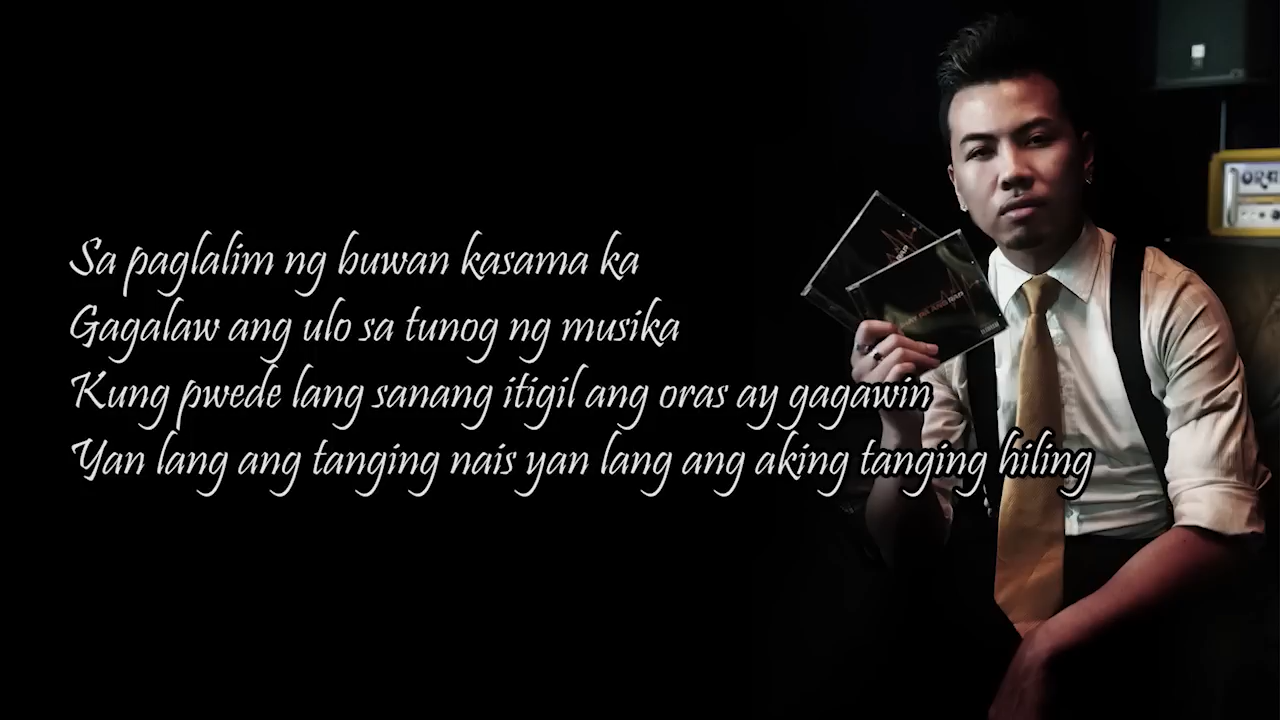 Sa paglalim ng buwan kasama ka
Gagalaw ang ulo sa tunog ng musika
Kung pwede lang sanang itigil ang oras ay gagawin
Yan lang ang tanging nais yan lang ang aking tanging hiling